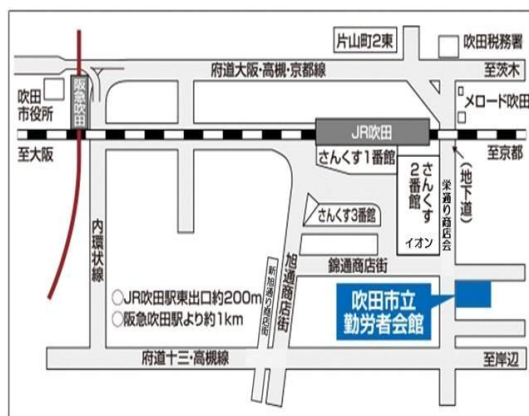 片山町2東
吹田税務署
府道大阪・高槻・京都線
至茨木
吹田
市役所
阪急吹田
メロード吹田
JR吹田
至大阪
さんくす1番館
至京都
さんくす
2番館
イオン
栄通り商店会
(地下道)
さんくす3番館
内環状線
旭通商店街
新旭通り商店街
錦通商店街
○JR吹田駅東出口約200m
○阪急吹田駅より約1km
吹田市立
勤労者会館
府道十三・高槻線
至岸辺